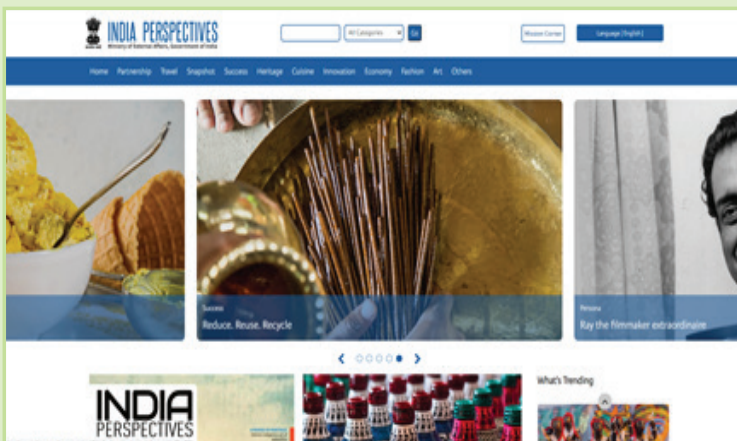 INDIA PERSPECTIVES
Ministry of External Affairs, Government of India
All Categories
Go
Mission Corner
Language [English]
Home Partnership Travel Snapshot Success Heritage Cuisine Innovation Economy Fashion Art Others
Success
Reduce. Reuse. Recycle
Persona
Ray the filmmaker extraordinaire
INDIA
PERSPECTIVES
What's Trending